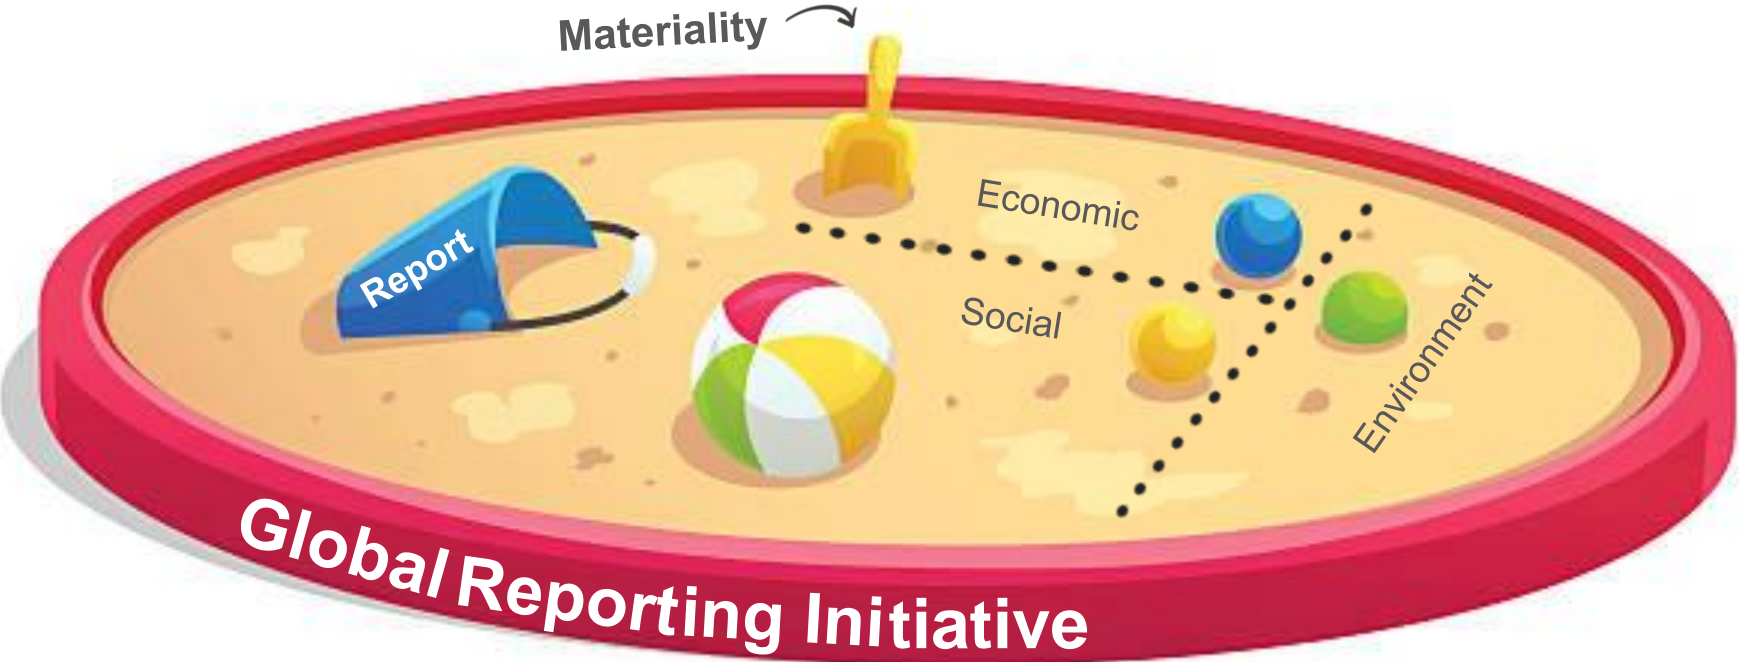 Materiality
Economic
Report
Social
Environment
Global Reporting Initiative